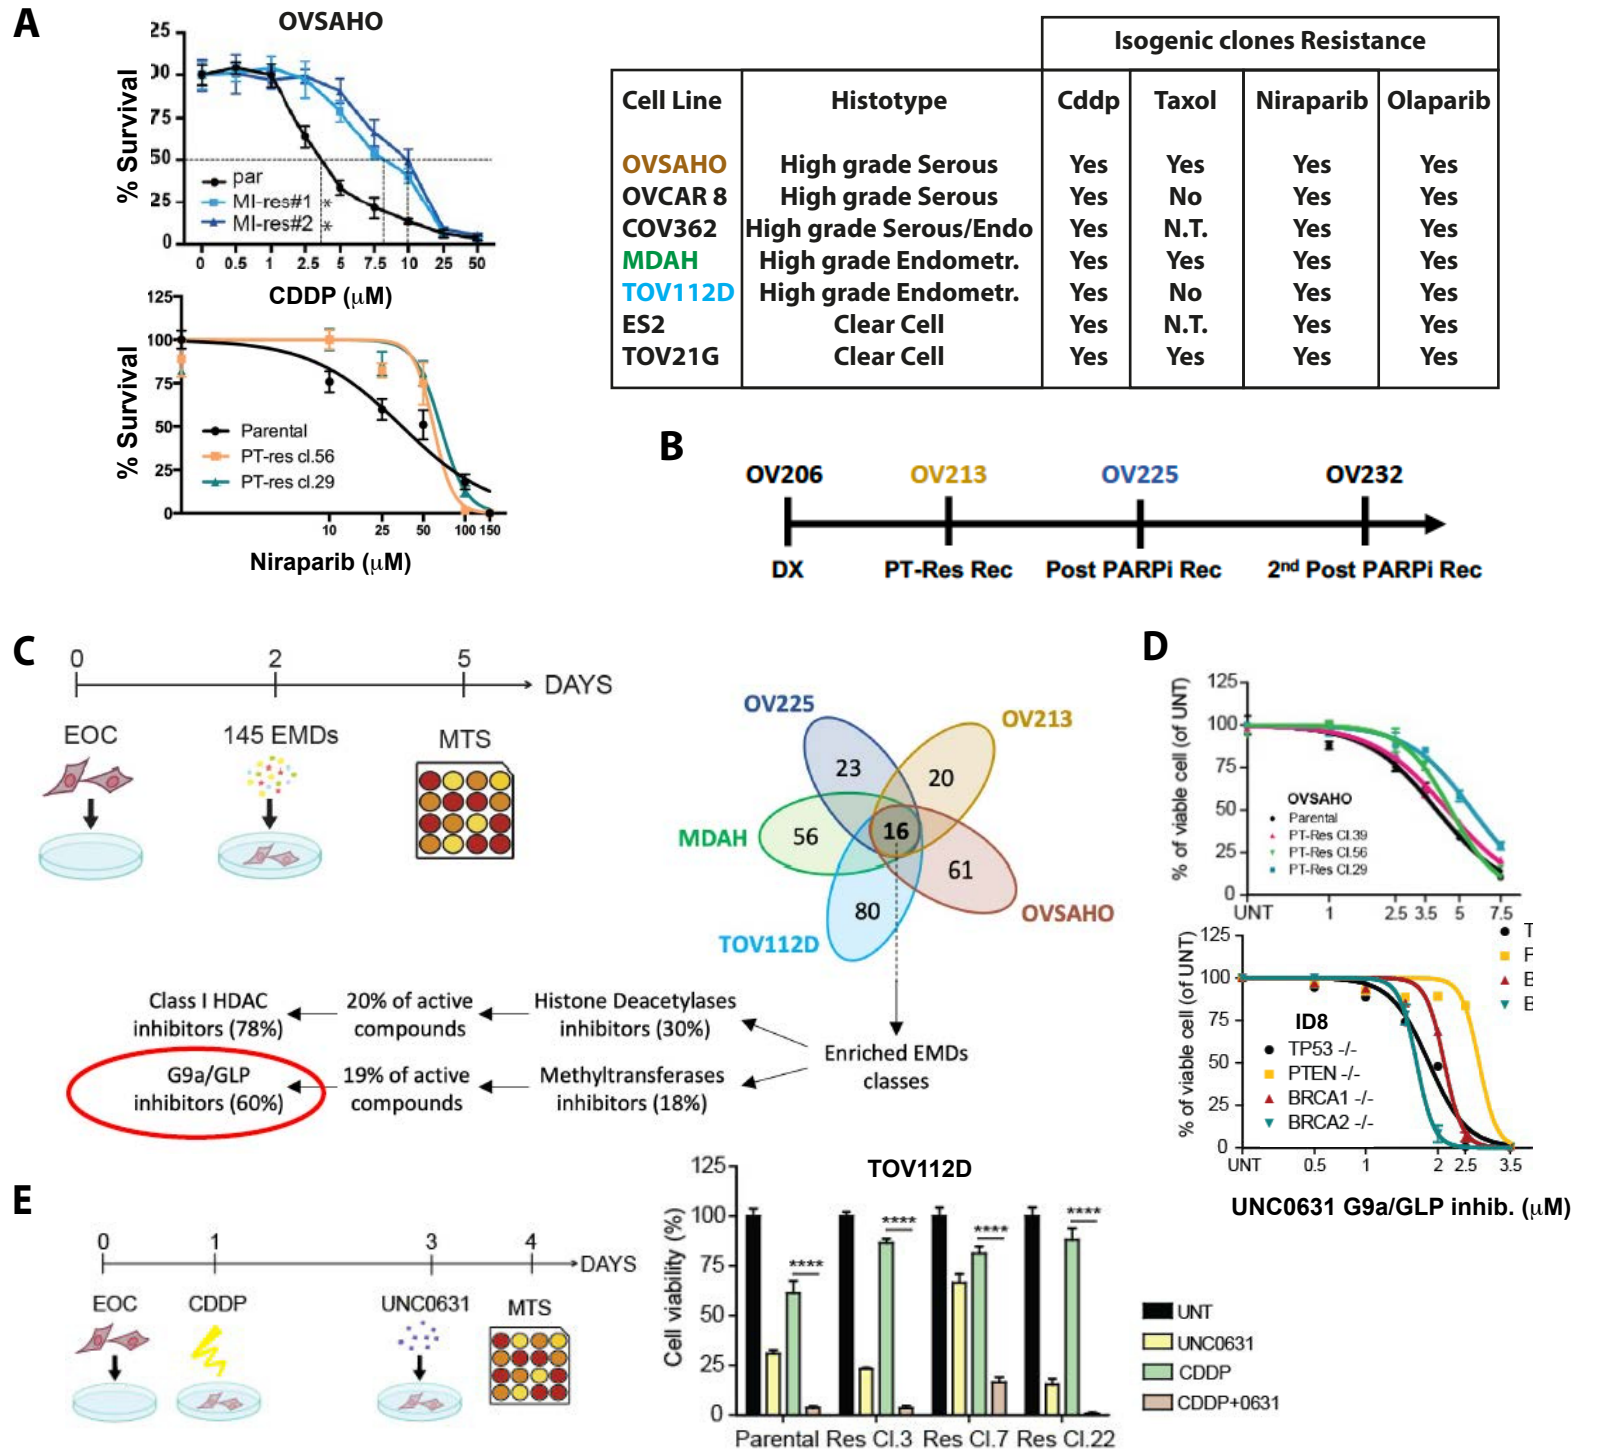 A
OVSAHO
% Survival
25
00
75
50
25
0
par
MI-res#1 *
MI-res#2 *
0 0.5 1 2.5 5 7.5 10 25 50
CDDP (μM)
% Survival
125
100
75
50
25
0
Parental
PT-res cl.56
PT-res cl.29
10 25 50 100 150
Niraparib (μM)
Isogenic clones Resistance
Cell Line Histotype Cddp Taxol Niraparib Olaparib
OVSAHO High grade Serous Yes Yes Yes Yes
OVCAR 8 High grade Serous Yes No Yes Yes
COV362 High grade Serous/Endo Yes N.T. Yes Yes
MDAH High grade Endometr. Yes Yes Yes Yes
TOV112D High grade Endometr. Yes No Yes Yes
ES2 Clear Cell Yes N.T. Yes Yes
TOV21G Clear Cell Yes Yes Yes Yes
B
OV206 OV213 OV225 OV232
DX PT-Res Rec Post PARPi Rec 2nd Post PARPi Rec
C
0 2 5
DAYS
EOC 145 EMDs MTS
OV225
OV213
23
20
MDAH
56
16
61
80
OVSAHO
TOV112D
Enriched EMDs
classes
Histone Deacetylases
inhibitors (30%)
20% of active
compounds
Class I HDAC
inhibitors (78%)
Methyltransferases
inhibitors (18%)
19% of active
compounds
G9a/GLP
inhibitors (60%)
D
% of viable cell (of UNT)
125
100
75
50
25
0
OVSAHO
Parental
PT-Res Cl.39
PT-Res Cl.56
PT-Res Cl.29
UNT 1 2.5 3.5 5 7.5
% of viable cell (of UNT)
125
100
75
50
25
0
T
F
B
B
ID8
TP53 -/-
PTEN -/-
BRCA1 -/-
BRCA2 -/-
UNT 0.5 1 2 2.5 3.5
UNC0631 G9a/GLP inhib. (μM)
E
0 1 3 4
DAYS
EOC CDDP UNC0631 MTS
TOV112D
Cell viability (%)
125
100
75
50
25
0
**** **** **** ****
Parental Res Cl.3 Res Cl.7 Res Cl.22
UNT
UNC0631
CDDP
CDDP+0631